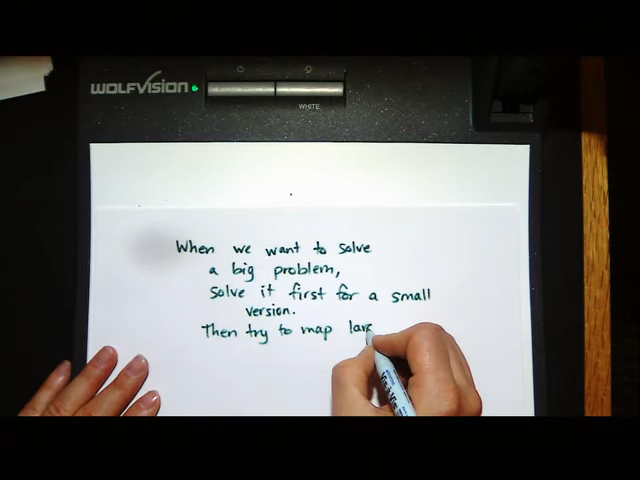 WOLFVISION
WHITE
When we want to solve
a big problem,
solve it first for a small
version.
Then try to map